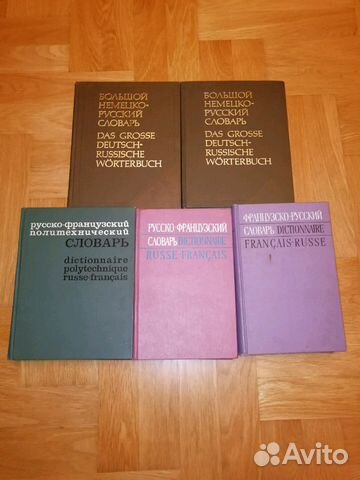 БОЛЬШОЙ
НЕМЕЦКО-
РУССКИЙ
СЛОВАРЬ
DAS GROSSE
DEUTSCH-
RUSSISCHE
WÖRTERBUCH
БОЛЬШОЙ
НЕМЕЦКО-
РУССКИЙ
СЛОВАРЬ
DAS GROSSE
DEUTSCH-
RUSSISCHE
WÖRTERBUCH
русско-французский
политехнический
СЛОВАРЬ
dictionnaire
polytechnique
russe-français
РУССКО-ФРАНЦУЗСКИЙ
СЛОВАРЬ DICTIONNAIRE
RUSSE-FRANÇAIS
ФРАНЦУЗСКО-РУССКИЙ
СЛОВАРЬ DICTIONNAIRE
FRANÇAIS-RUSSE
Avito